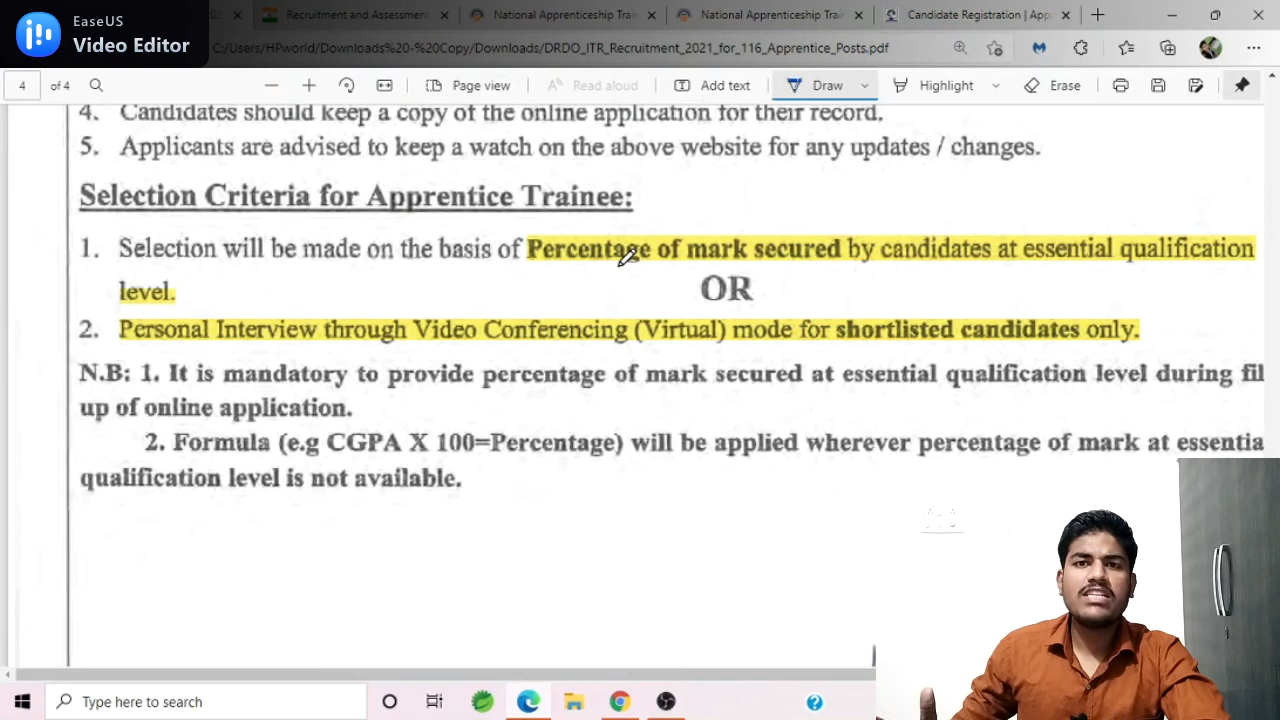 EaseUS
Video Editor
Recruitment and Assessment
National Apprenticeship Train
National Apprenticeship Train
Candidate Registration | App
C:/Users/HPworld/Downloads%20-%20Copy/Downloads/DRDO_ITR_Recruitment_2021_for_116_Apprentice_Posts.pdf
4 of 4
Page view
Read aloud
Add text
Draw
Highlight
Erase
4. Candidates should keep a copy of the online application for their record.
5. Applicants are advised to keep a watch on the above website for any updates / changes.
Selection Criteria for Apprentice Trainee:
1. Selection will be made on the basis of Percentage of mark secured by candidates at essential qualification
level.
OR
2. Personal Interview through Video Conferencing (Virtual) mode for shortlisted candidates only.
N.B: 1. It is mandatory to provide percentage of mark secured at essential qualification level during fil
up of online application.
2. Formula (e.g CGPA X 100=Percentage) will be applied wherever percentage of mark at essentia
qualification level is not available.
Type here to search